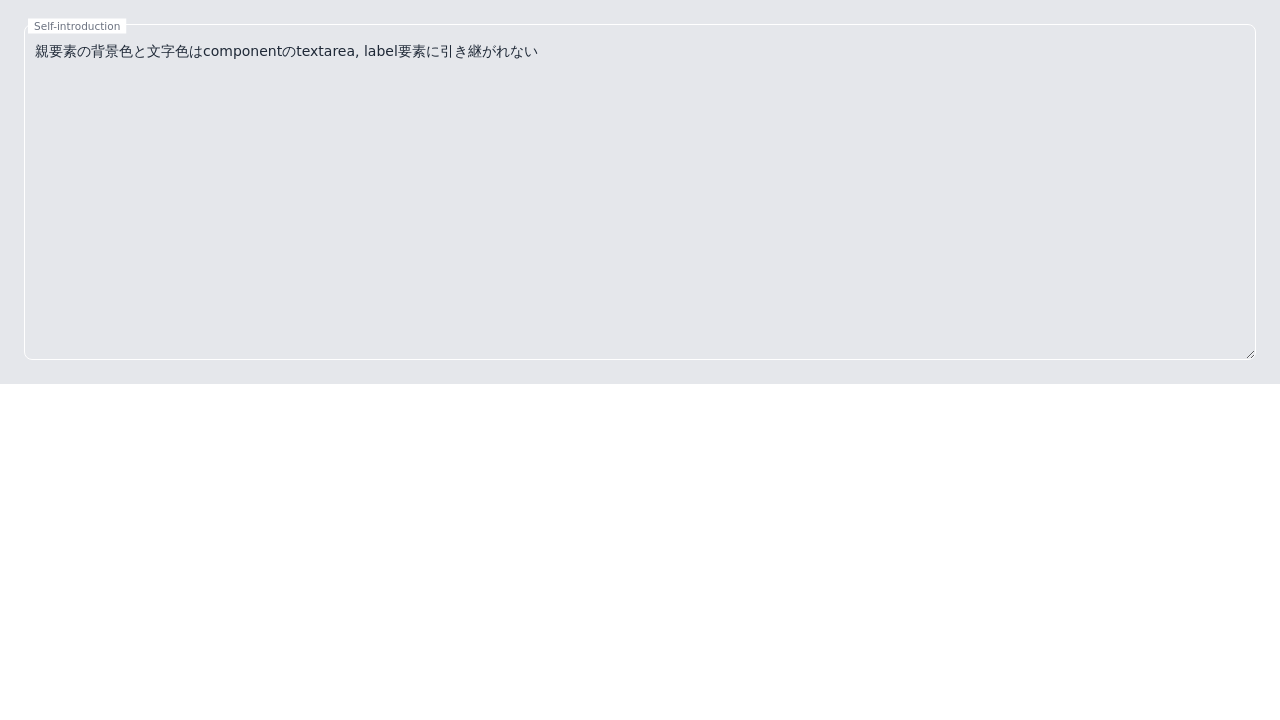 Self-introduction
親要素の背景色と文字色はcomponentのtextarea, label要素に引き継がれない